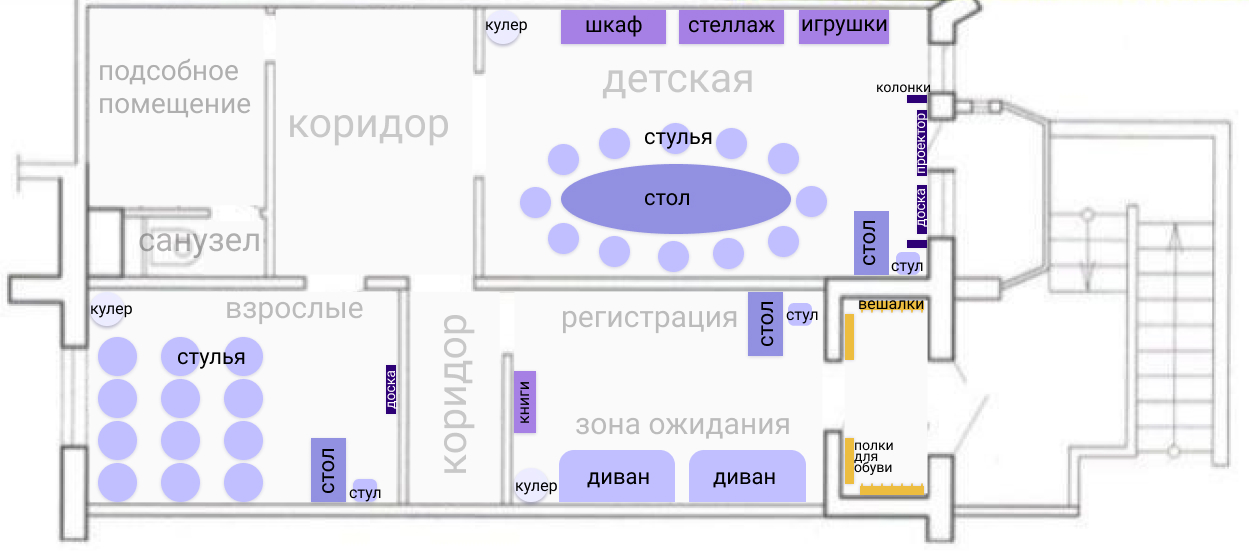 кулер
шкаф
стеллаж
игрушки
подсобное
помещение
детская
колонки
коридор
стулья
проектор
стол
доска
стол
санузел
стул
кулер
взрослые
регистрация
стол
стул
вешалки
стулья
доска
коридор
книги
зона ожидания
полки
для
обуви
стол
стул
кулер
диван
диван